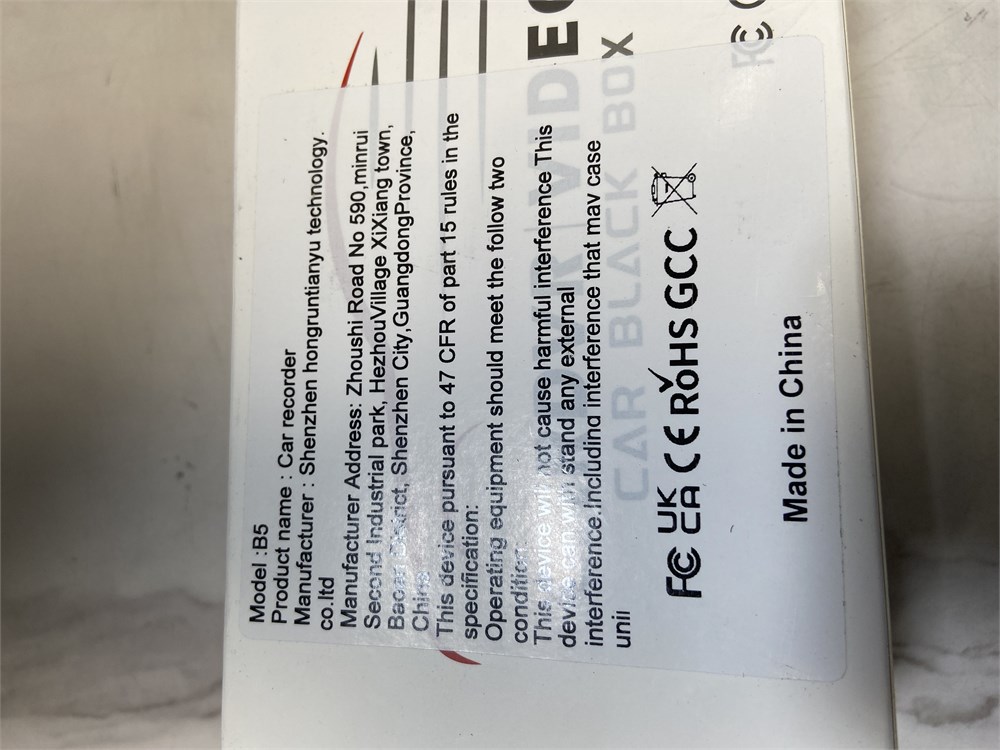 Model :B5
Product name : Car recorder
Manufacturer : Shenzhen hongruntianyu technology.
co.ltd
Manufacturer Address: Zhoushi Road No 590,minrui
Second Industrial park, HezhouVillage XiXiang town,
Baoan District, Shenzhen City,GuangdongProvince,
China
This device pursuant to 47 CFR of part 15 rules in the
specification:
Operating equipment should meet the follow two
condition
This device will not cause harmful interference This
device can with stand any external
interference.Includind interference that mav case
unii
FC UK CA CE RoHS GCC
Made in China
VIDEO
CAR BLACK BOX
FC